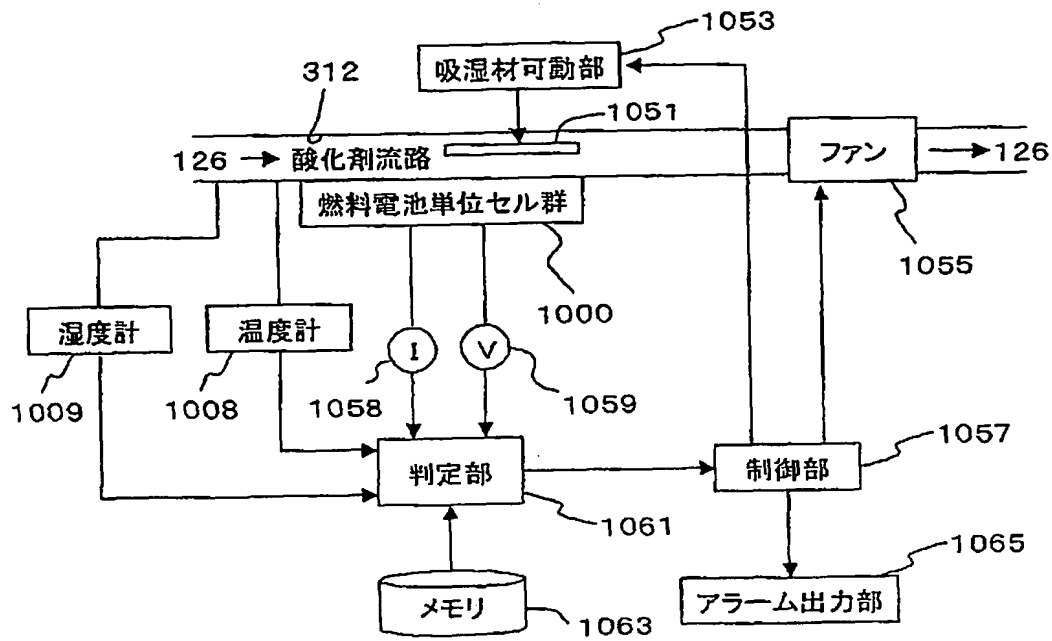 1053
吸湿材可動部
312
1051
126 → 酸化剤流路
ファン
→ 126
燃料電池単位セル群
1055
1000
湿度計
温度計
I
V
1009
1008
1058
1059
1057
判定部
制御部
1061
1065
メモリ
1063
アラーム出力部